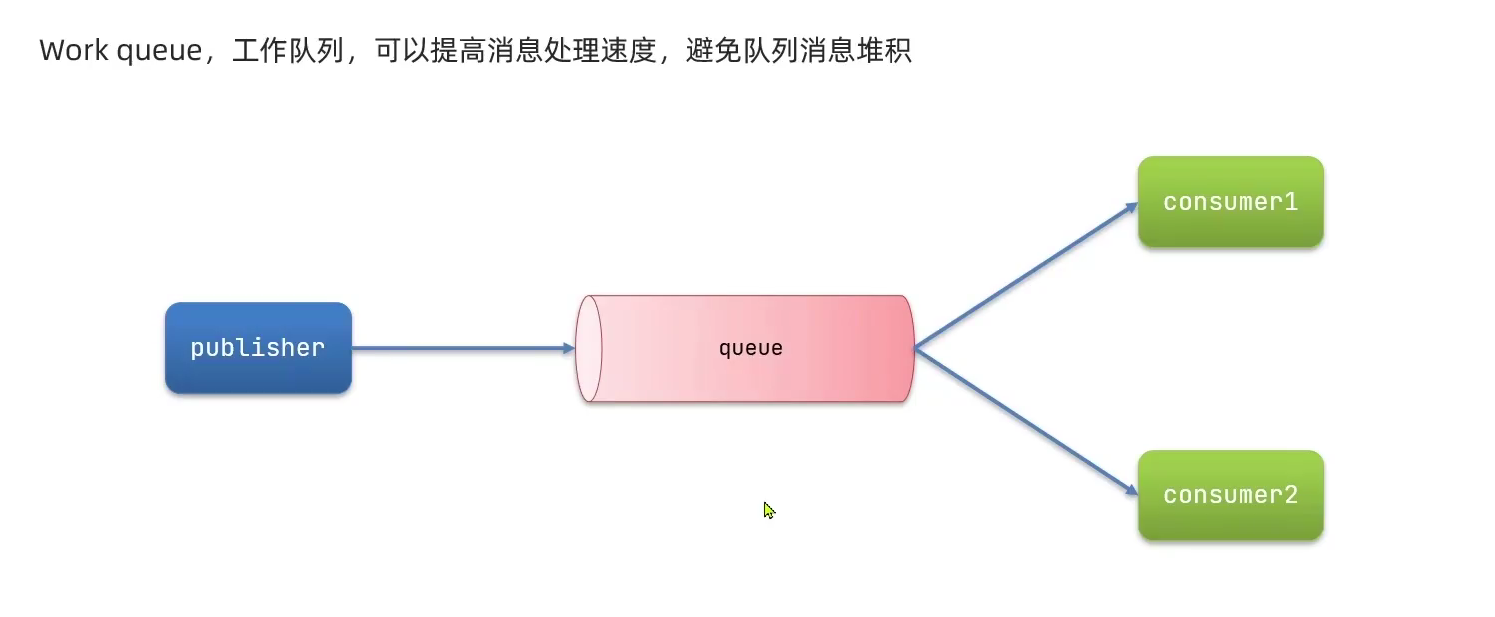 Work queue，工作队列，可以提高消息处理速度，避免队列消息堆积
consumer1
publisher
queue
consumer2